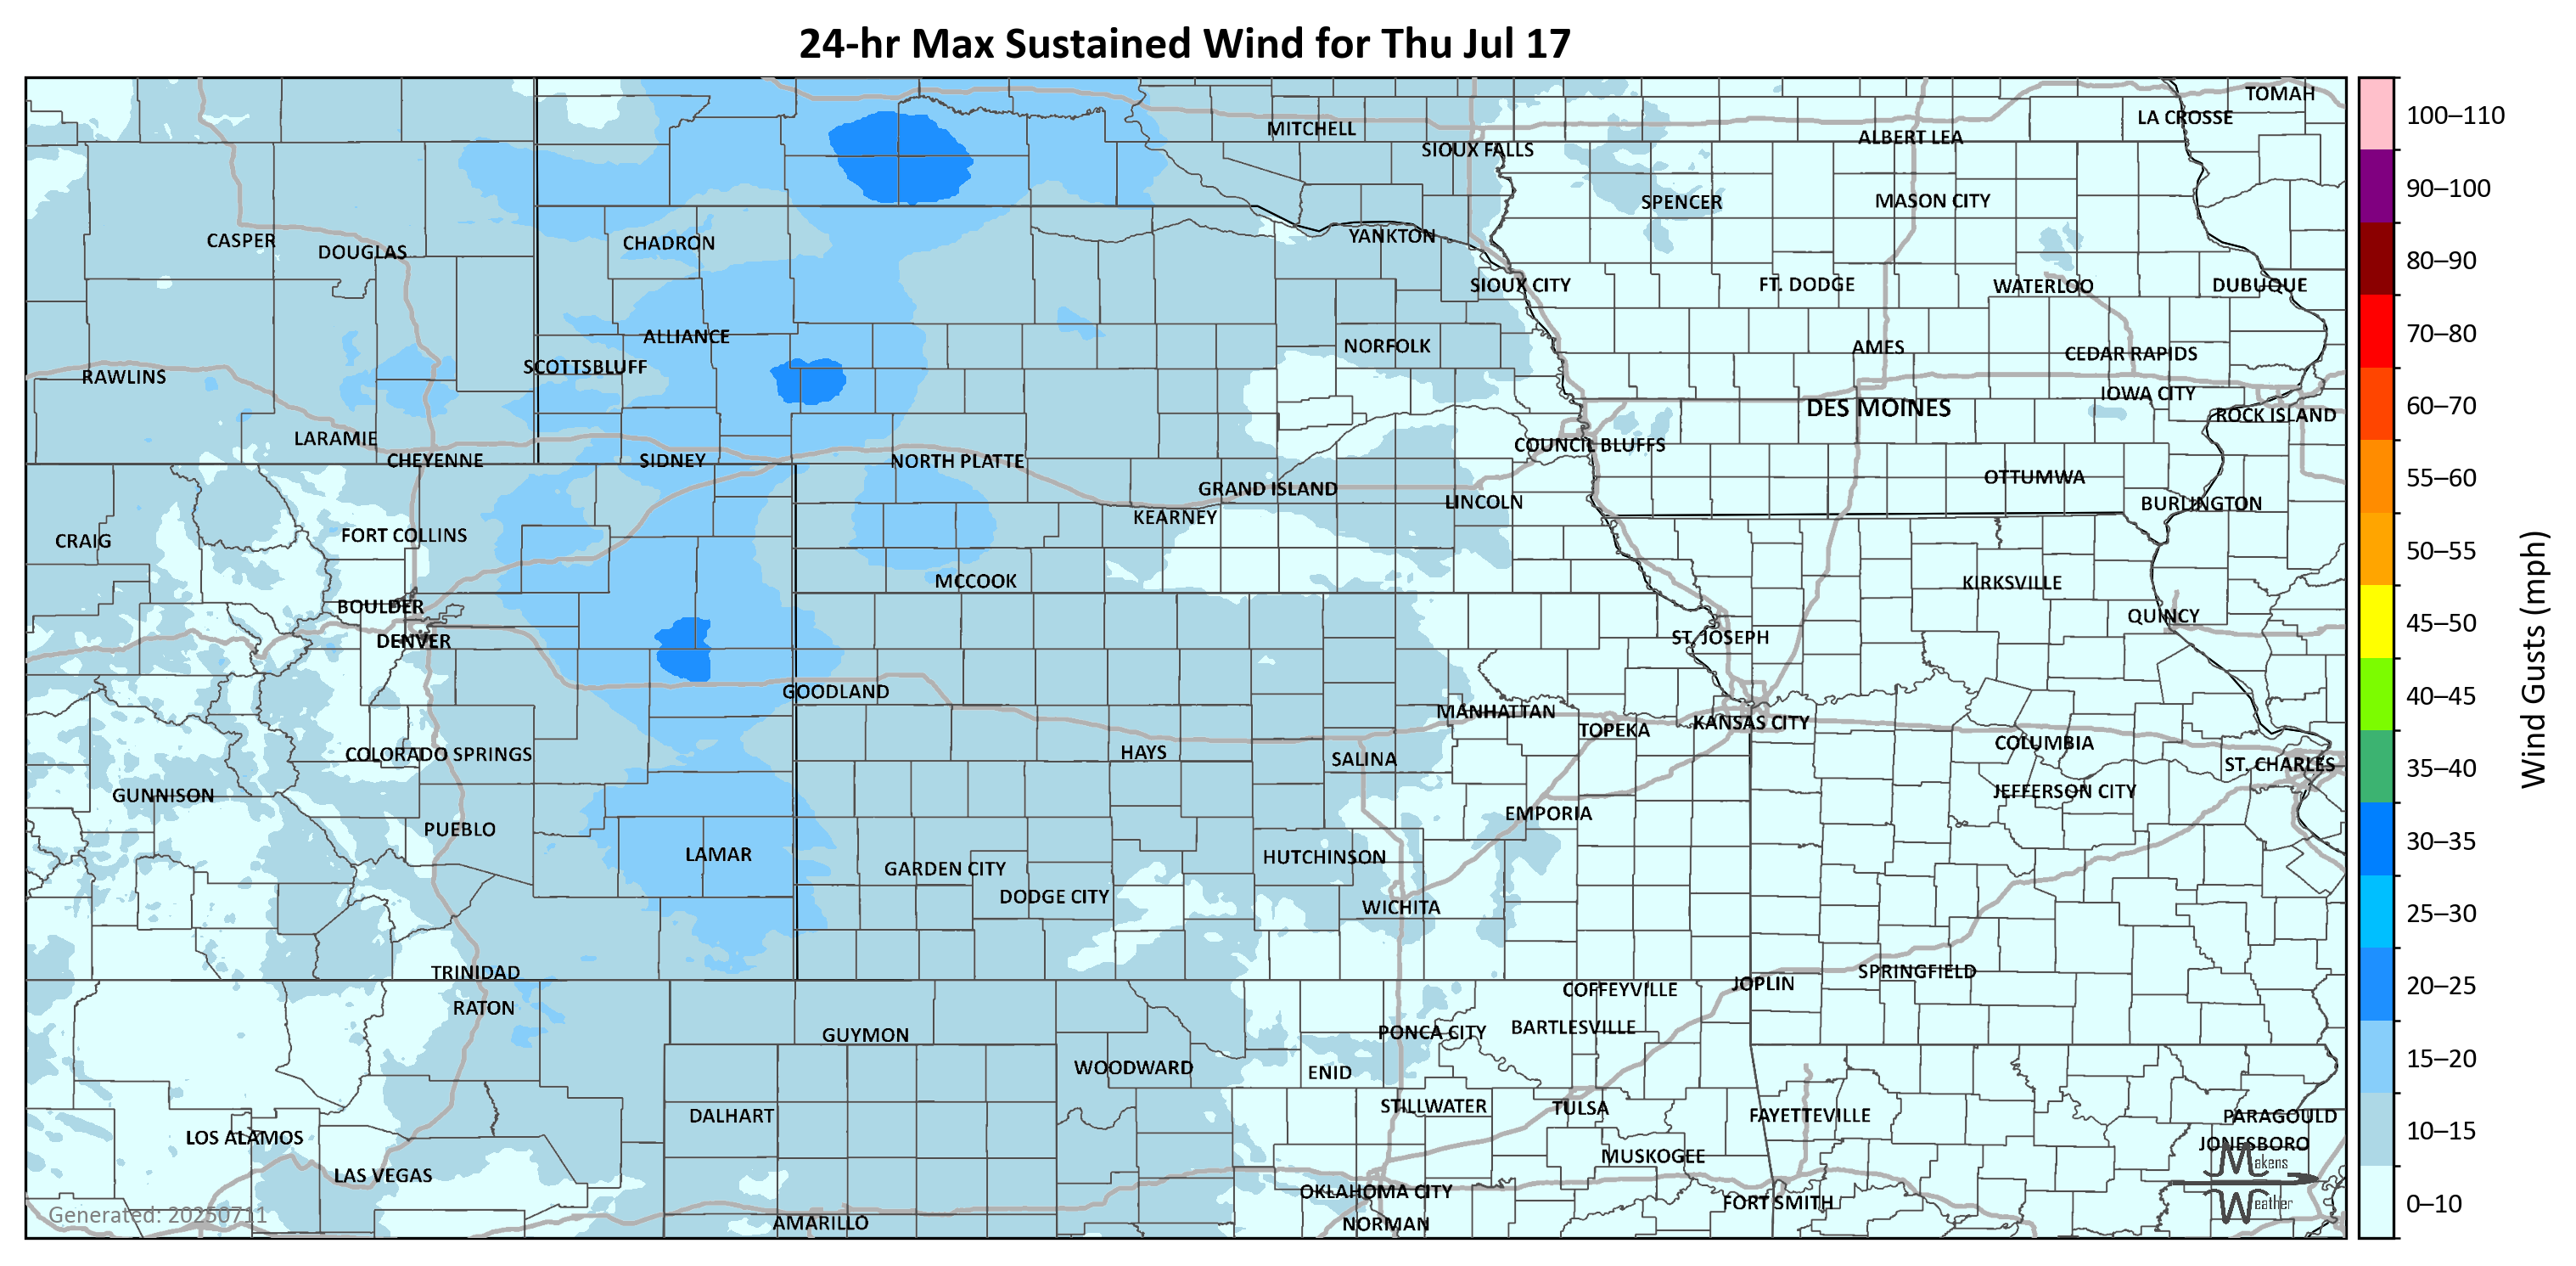 24-hr Max Sustained Wind for Thu Jul 17
TOMAH
LA CROSSE
MITCHELL
ALBERT LEA
SIOUX FALLS
SPENCER
MASON CITY
CASPER
DOUGLAS
CHADRON
YANKTON
SIOUX CITY
FT. DODGE
WATERLOO
DUBUQUE
ALLIANCE
NORFOLK
AMES
CEDAR RAPIDS
SCOTTSBLUFF
RAWLINS
IOWA CITY
DES MOINES
ROCK ISLAND
LARAMIE
COUNCIL BLUFFS
CHEYENNE
SIDNEY
NORTH PLATTE
OTTUMWA
GRAND ISLAND
LINCOLN
BURLINGTON
KEARNEY
CRAIG
FORT COLLINS
MCCOOK
KIRKSVILLE
BOULDER
QUINCY
DENVER
ST. JOSEPH
GOODLAND
MANHATTAN
TOPEKA
KANSAS CITY
COLUMBIA
COLORADO SPRINGS
HAYS
SALINA
ST. CHARLES
GUNNISON
JEFFERSON CITY
EMPORIA
PUEBLO
LAMAR
HUTCHINSON
GARDEN CITY
DODGE CITY
WICHITA
TRINIDAD
SPRINGFIELD
JOPLIN
COFFEYVILLE
RATON
GUYMON
PONCA CITY
BARTLESVILLE
WOODWARD
ENID
DALHART
STILLWATER
TULSA
FAYETTEVILLE
PARAGOULD
LOS ALAMOS
JONESBORO
MUSKOGEE
LAS VEGAS
OKLAHOMA CITY
FORT SMITH
AMARILLO
NORMAN
Generated: 20250711
Makens
Weather
100–110
90–100
80–90
70–80
60–70
55–60
50–55
45–50
40–45
35–40
30–35
25–30
20–25
15–20
10–15
0–10
Wind Gusts (mph)